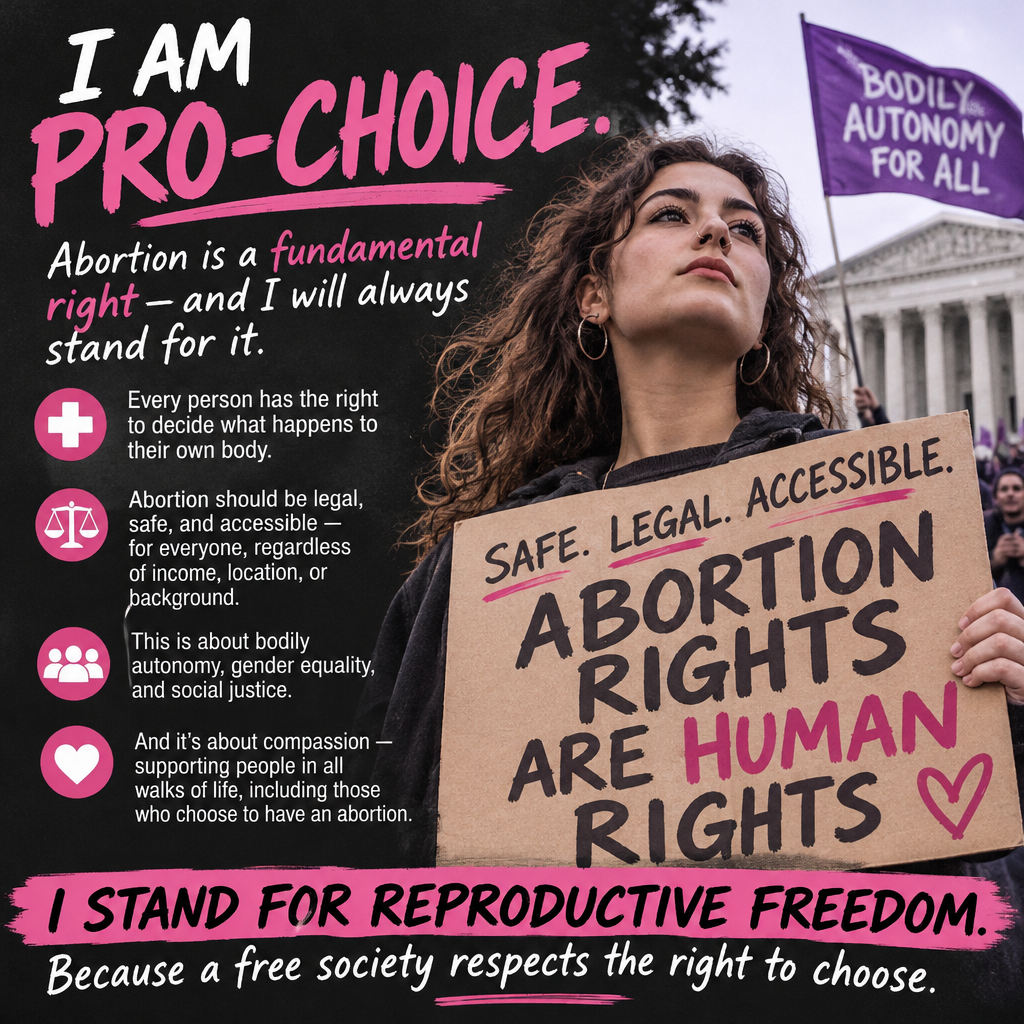 I AM
PRO-CHOICE.
Abortion is a fundamental
right – and I will always
stand for it.
Every person has the right
to decide what happens to
their own body.
Abortion should be legal,
safe, and accessible –
for everyone, regardless
of income, location, or
background.
This is about bodily
autonomy, gender equality,
and social justice.
And it's about compassion –
supporting people in all
walks of life, including those
who choose to have an abortion.
BODILY
AUTONOMY
FOR ALL
SAFE. LEGAL. ACCESSIBLE.
ABORTION
RIGHTS
ARE HUMAN
RIGHTS
I STAND FOR REPRODUCTIVE FREEDOM.
Because a free society respects the right to choose.